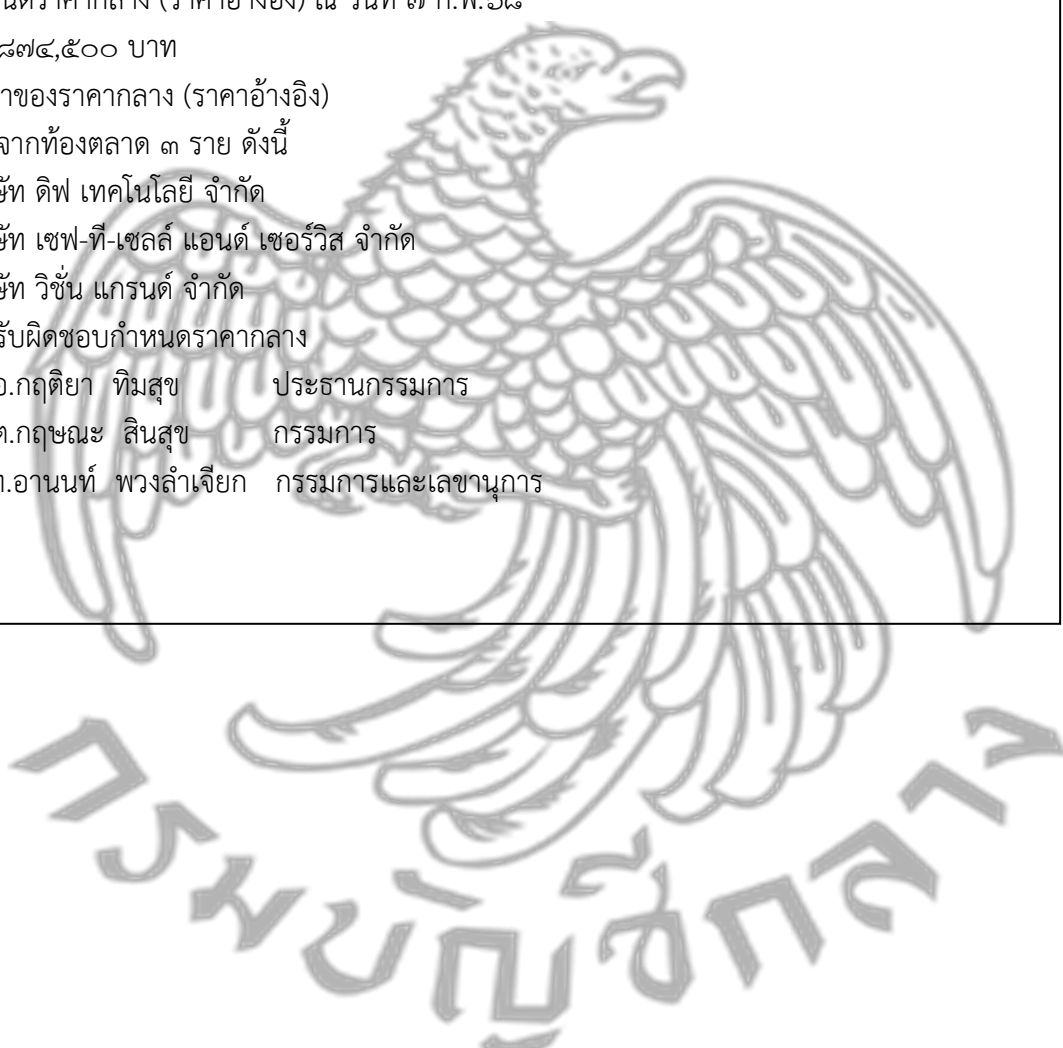 นดราคากลาง (ราคาอ้างอิง) ณ วันที่ ๗ ก.พ.๖๘
๘๗๔,๕๐๐ บาท
าของราคากลาง (ราคาอ้างอิง)
จากท้องตลาด ๓ ราย ดังนี้
ษัท ดิฟ เทคโนโลยี จำกัด
ษัท เซฟ-ที-เซลล์ แอนด์ เซอร์วิส จำกัด
ษัท วิชั่น แกรนด์ จำกัด
รับผิดชอบกำหนดราคากลาง
อ.กฤติยา ทิมสุข ประธานกรรมการ
ต.กฤษณะ สินสุข กรรมการ
ท.อานนท์ พวงลำเจียก กรรมการและเลขานุการ
กรมบัญชีกลาง